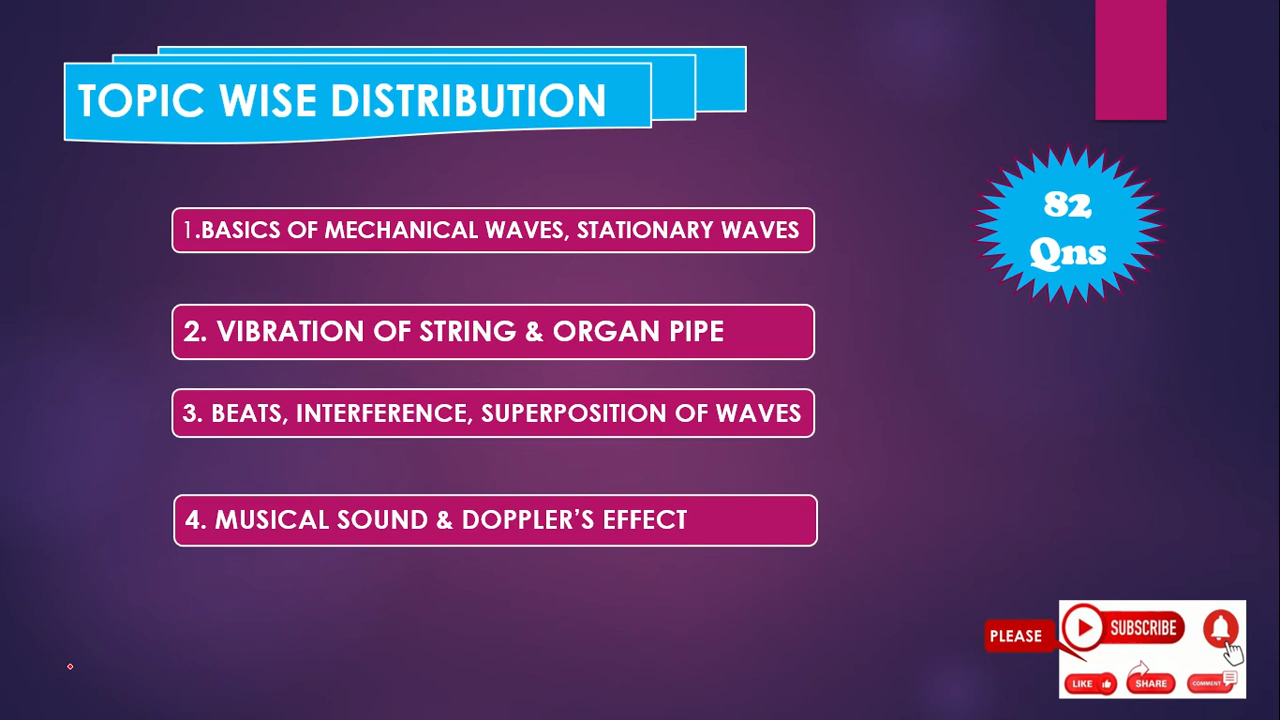 TOPIC WISE DISTRIBUTION
82
Qns
1.BASICS OF MECHANICAL WAVES, STATIONARY WAVES
2. VIBRATION OF STRING & ORGAN PIPE
3. BEATS, INTERFERENCE, SUPERPOSITION OF WAVES
4. MUSICAL SOUND & DOPPLER’S EFFECT
PLEASE
SUBSCRIBE
LIKE
SHARE
COMMENT